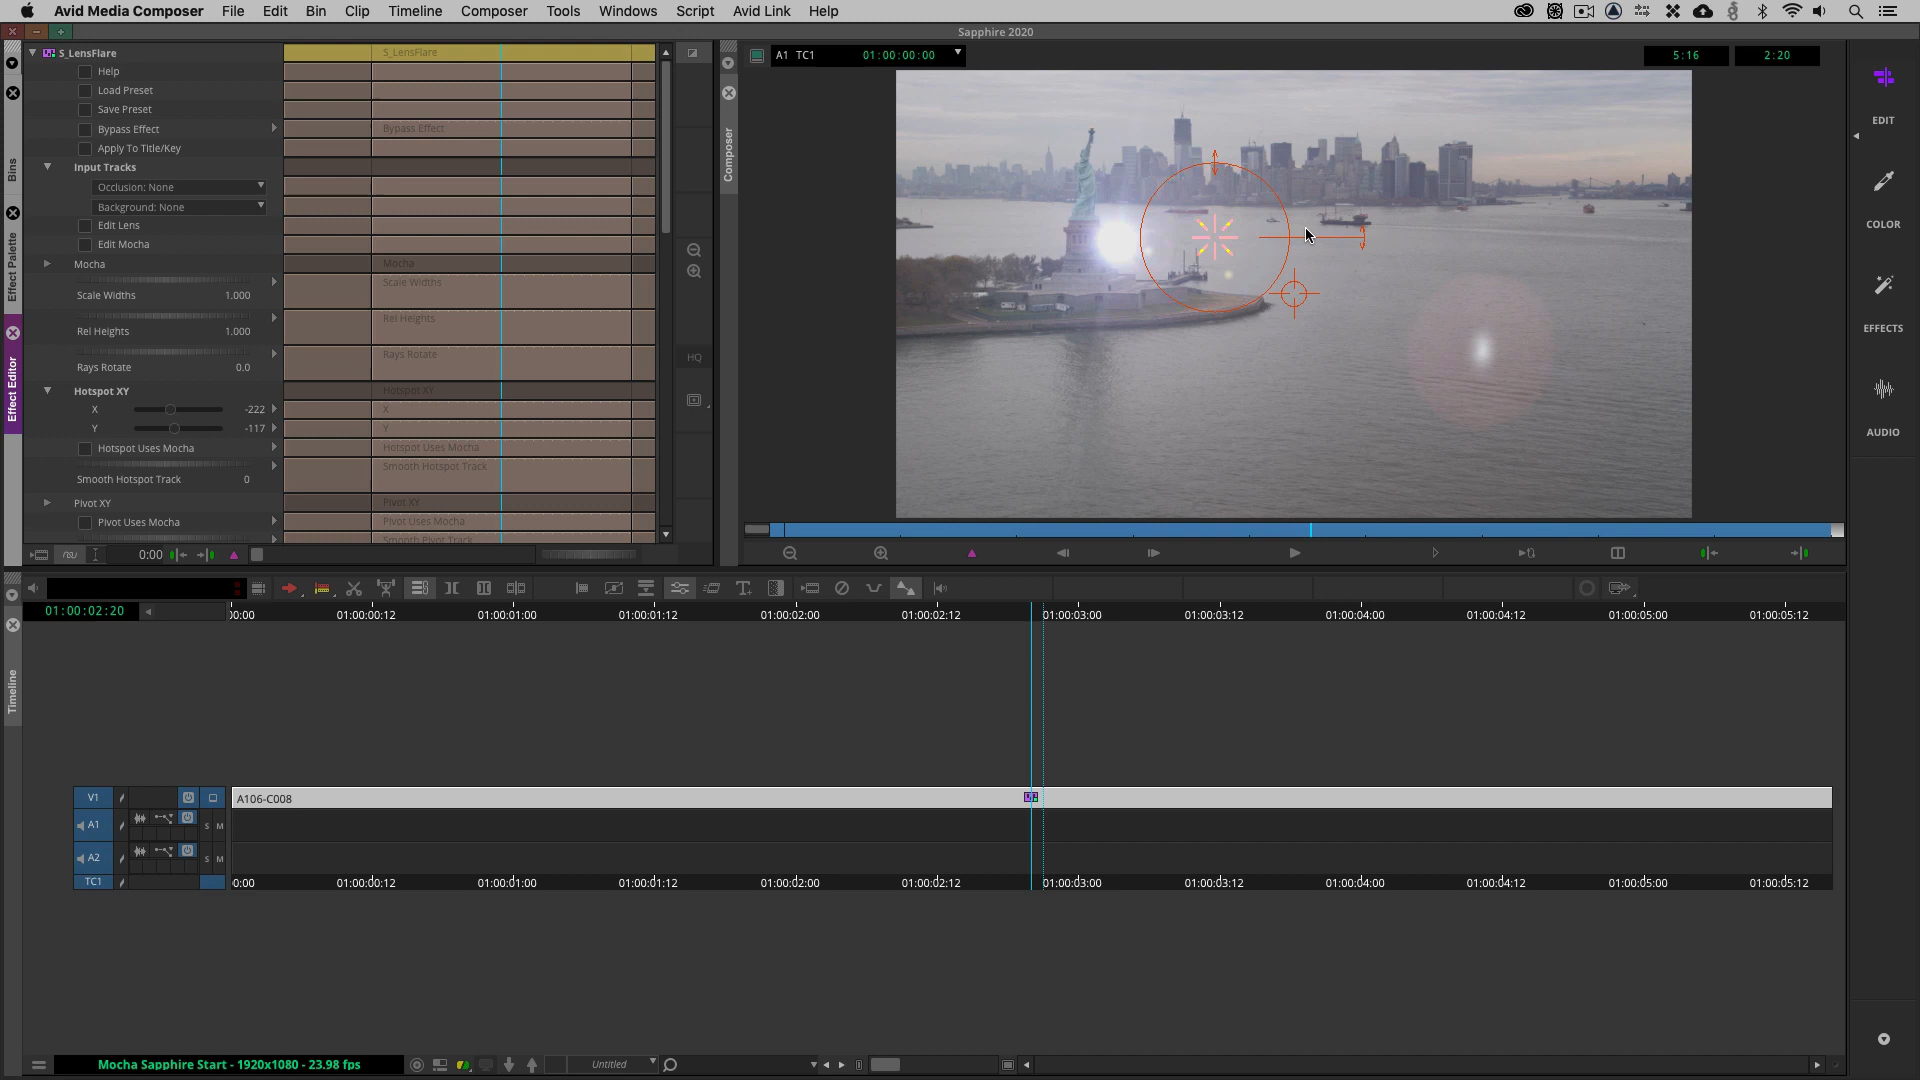 Avid Media Composer File Edit Bin Clip Timeline Composer Tools Windows Script Avid Link Help
Sapphire 2020
S_LensFlare S_LensFlare
Help
Load Preset
Save Preset
Bypass Effect Bypass Effect
Apply To Title/Key
Input Tracks
Occlusion: None
Background: None
Edit Lens
Edit Mocha
Mocha Mocha
Scale Widths
Scale Widths 1.000
Rel Heights
Rel Heights 1.000
Rays Rotate
Rays Rotate 0.0
Hotspot XY Hotspot XY
X -222 X
Y -117 Y
Hotspot Uses Mocha Hotspot Uses Mocha
Smooth Hotspot Track
Smooth Hotspot Track 0
Pivot XY Pivot XY
Pivot Uses Mocha Pivot Uses Mocha
Smooth Pivot Track
0:00
HQ
Bins
Effect Palette
Effect Editor
Composer
A1 TC1 01:00:00:00 5:16 2:20
EDIT
COLOR
EFFECTS
AUDIO
Timeline
01:00:02:20
0:00 01:00:00:12 01:00:01:00 01:00:01:12 01:00:02:00 01:00:02:12 01:00:03:00 01:00:03:12 01:00:04:00 01:00:04:12 01:00:05:00 01:00:05:12
V1 A106-C008
A1 S M
A2 S M
TC1 0:00 01:00:00:12 01:00:01:00 01:00:01:12 01:00:02:00 01:00:02:12 01:00:03:00 01:00:03:12 01:00:04:00 01:00:04:12 01:00:05:00 01:00:05:12
Mocha Sapphire Start - 1920x1080 - 23.98 fps Untitled